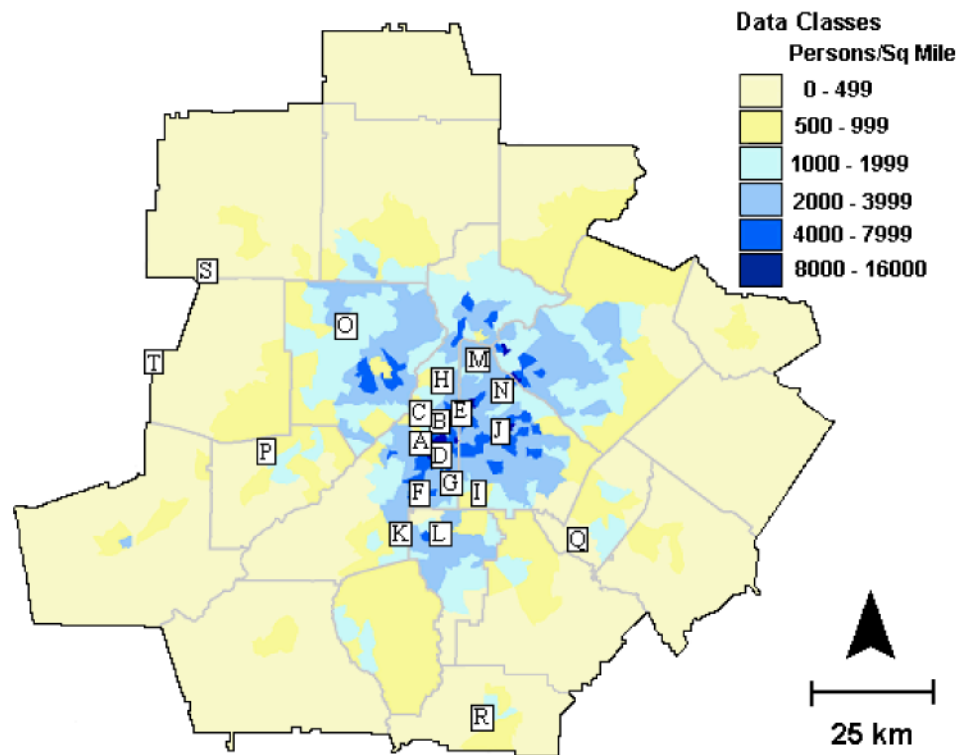 Data Classes
Persons/Sq Mile
0 - 499
500 - 999
1000 - 1999
2000 - 3999
4000 - 7999
8000 - 16000
S
O
T
M
H
N
C
E
B
J
A
P
D
G
F
I
K
L
Q
R
25 km